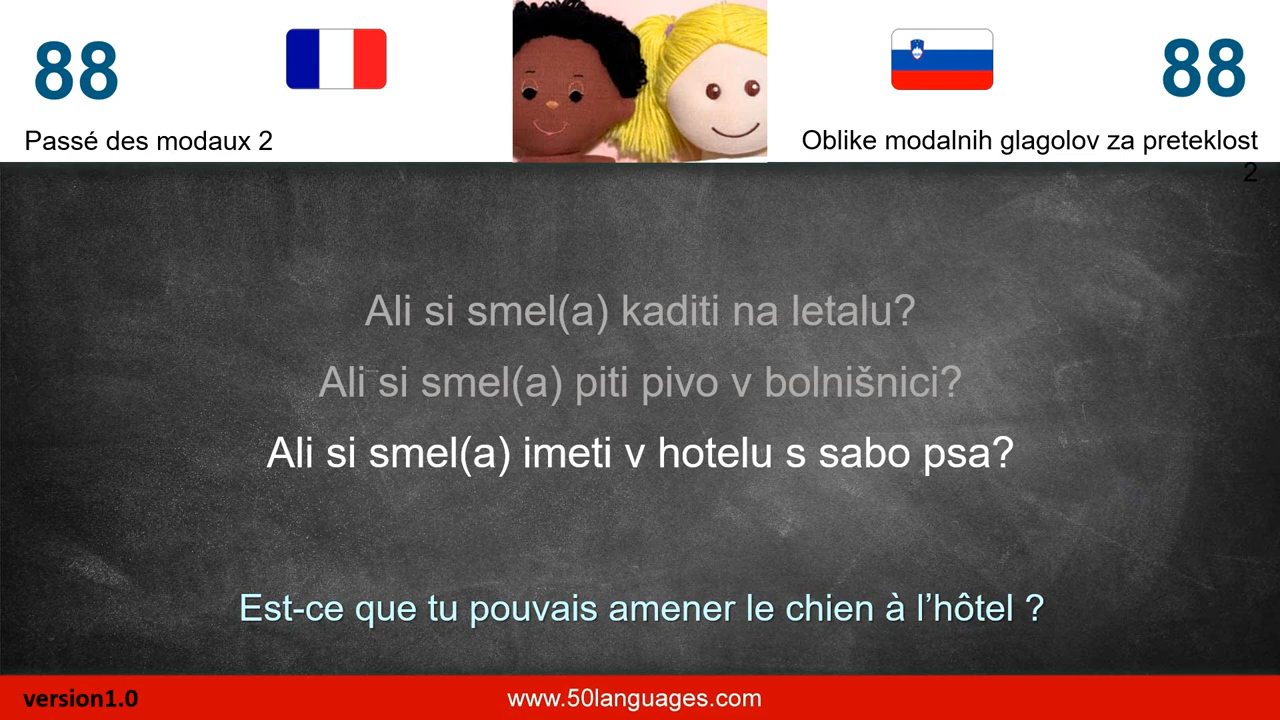 88
88
Passé des modaux 2
Oblike modalnih glagolov za preteklost
2
Ali si smel(a) kaditi na letalu?
Ali si smel(a) piti pivo v bolnišnici?
Ali si smel(a) imeti v hotelu s sabo psa?
Est-ce que tu pouvais amener le chien à l’hôtel ?
version1.0
www.50languages.com